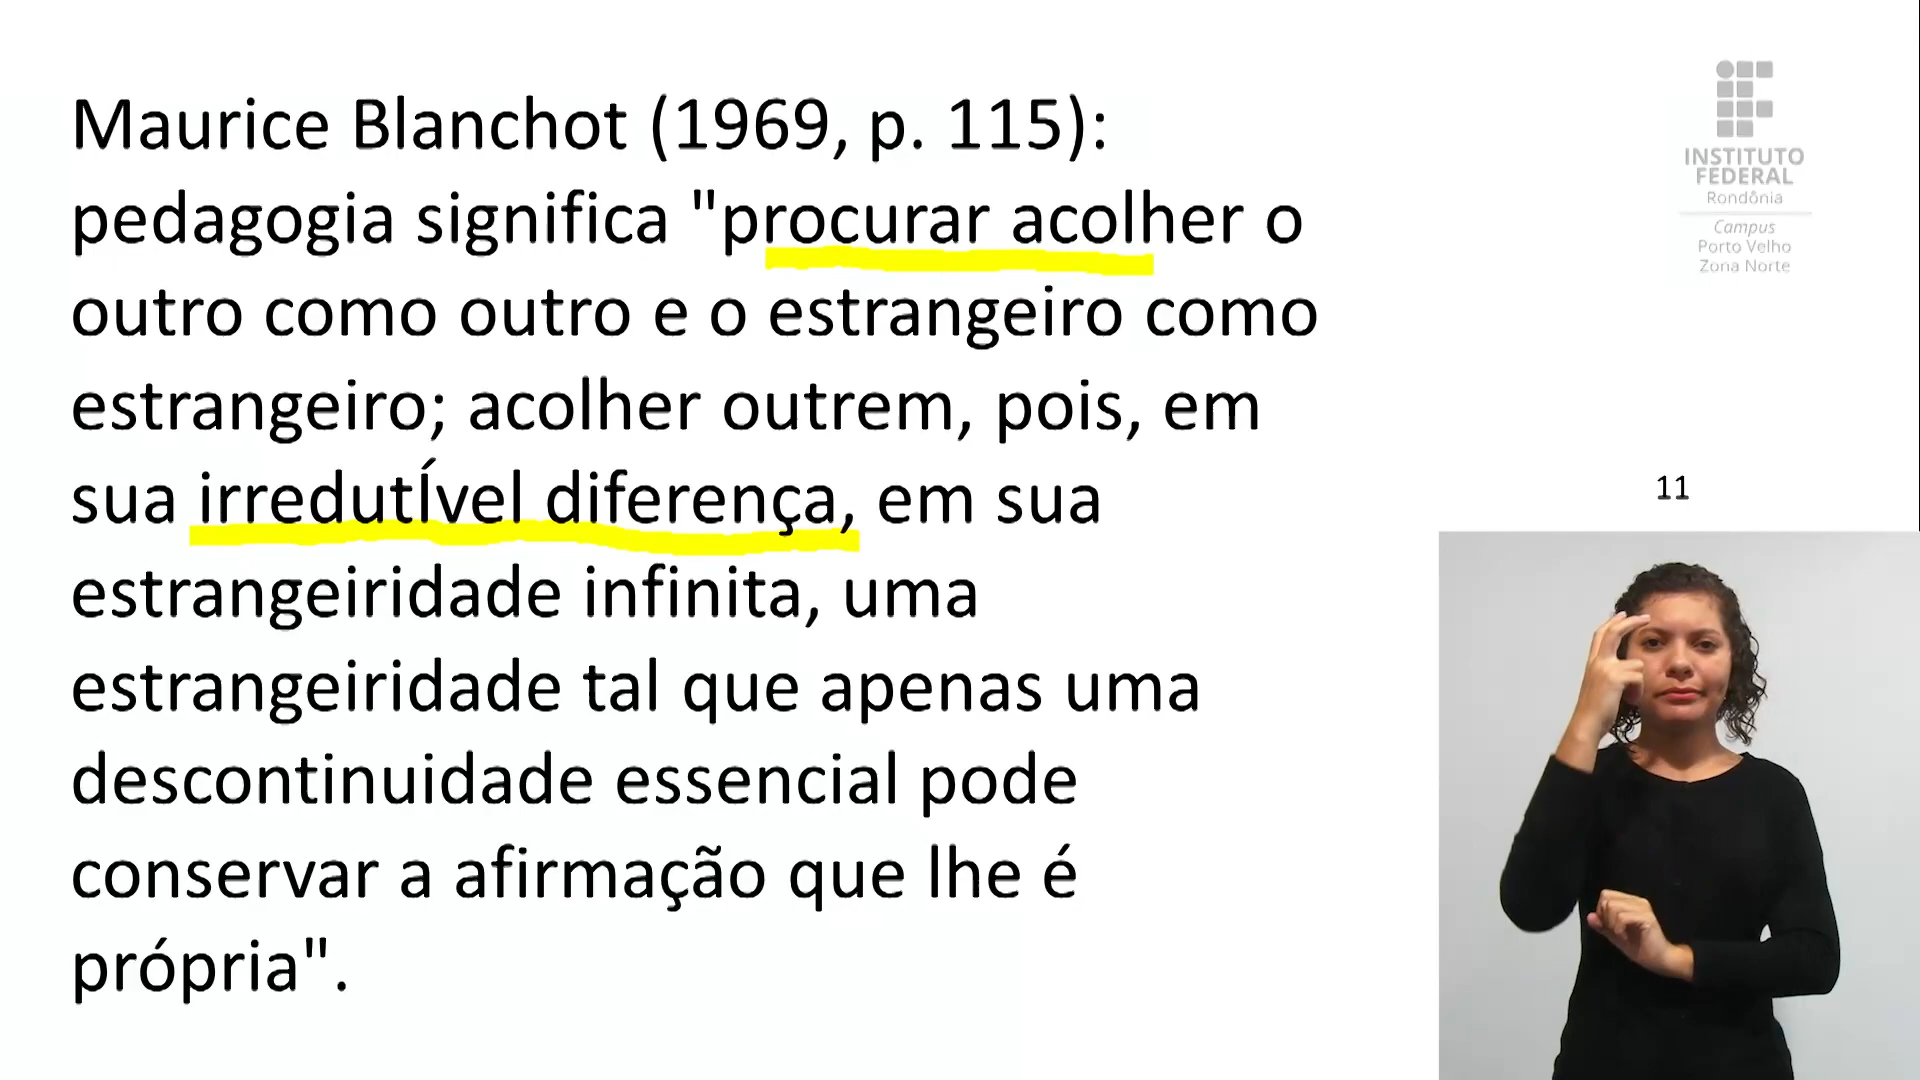 Maurice Blanchot (1969, p. 115):
pedagogia significa "procurar acolher o
outro como outro e o estrangeiro como
estrangeiro; acolher outrem, pois, em
sua irredutÍvel diferença, em sua
estrangeiridade infinita, uma
estrangeiridade tal que apenas uma
descontinuidade essencial pode
conservar a afirmação que lhe é
própria".
INSTITUTO
FEDERAL
Rondônia
Campus
Porto Velho
Zona Norte
11